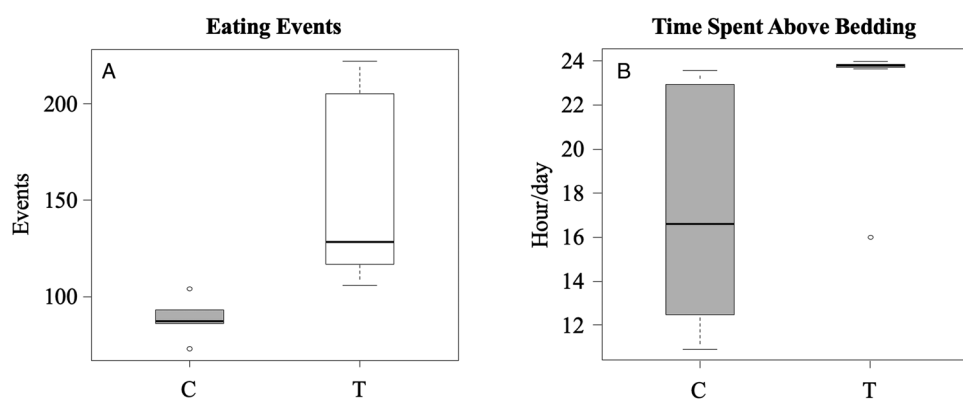 Eating Events
A
200
150
100
Events
C
T
Time Spent Above Bedding
B
24
22
20
18
16
14
12
Hour/day
C
T